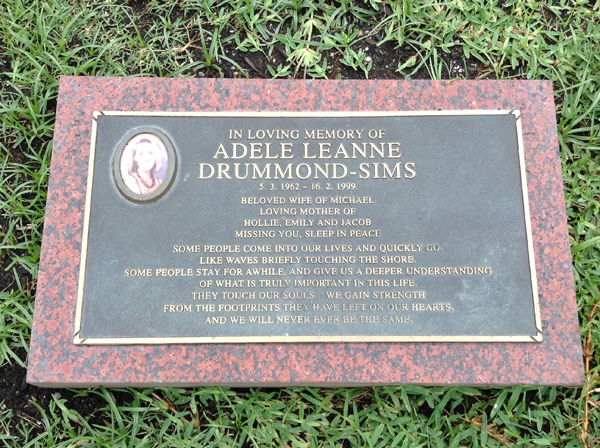 IN LOVING MEMORY OF
ADELE LEANNE
DRUMMOND-SIMS
5. 3. 1962 – 16. 2. 1999
BELOVED WIFE OF MICHAEL
LOVING MOTHER OF
HOLLIE, EMILY AND JACOB
MISSING YOU, SLEEP IN PEACE
SOME PEOPLE COME INTO OUR LIVES AND QUICKLY GO,
LIKE WAVES BRIEFLY TOUCHING THE SHORE.
SOME PEOPLE STAY FOR AWHILE, AND GIVE US A DEEPER UNDERSTANDING
OF WHAT IS TRULY IMPORTANT IN THIS LIFE.
THEY TOUCH OUR SOULS. WE GAIN STRENGTH
FROM THE FOOTPRINTS THEY HAVE LEFT ON OUR HEARTS,
AND WE WILL NEVER EVER BE THE SAME.